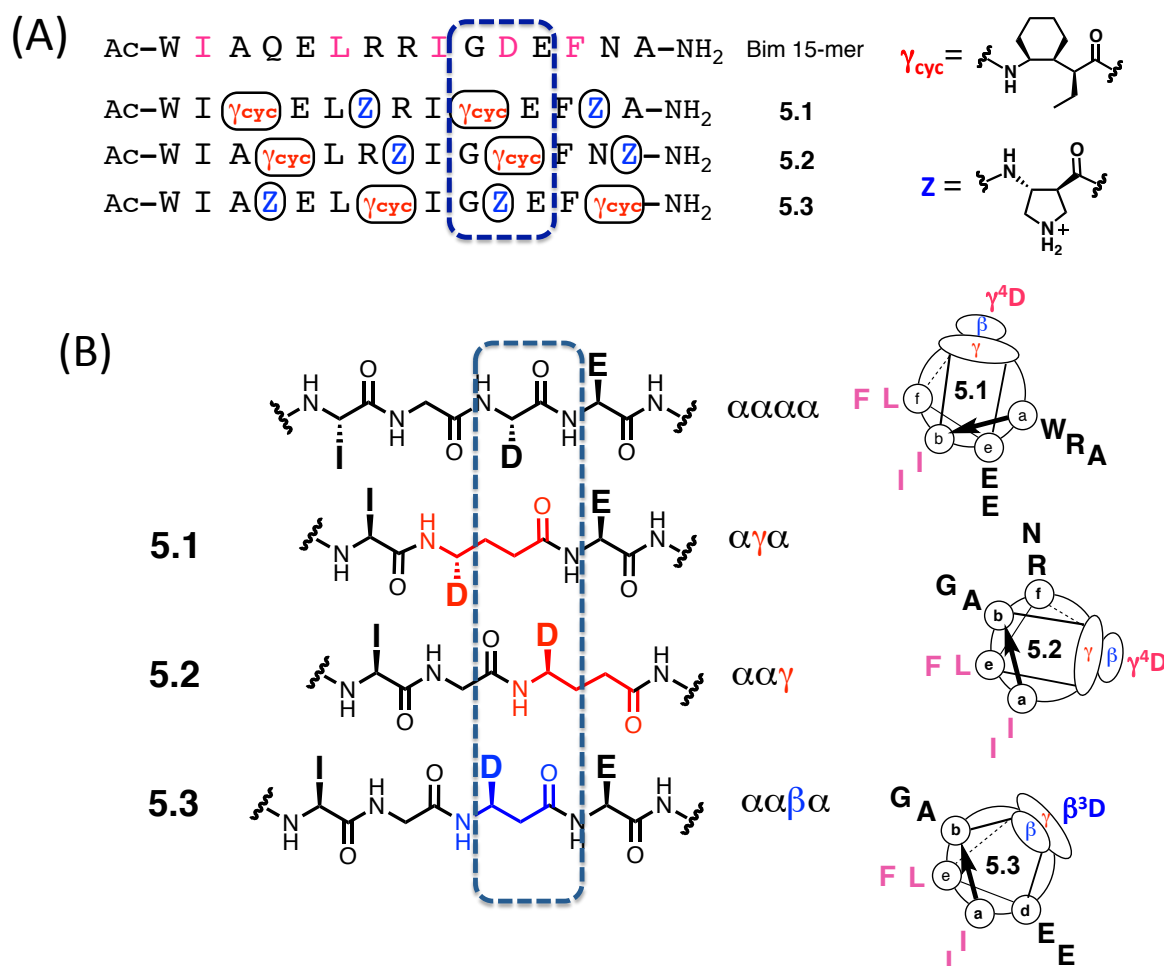 (A)
Ac–W I A Q E L R R I G D E F N A–NH2 Bim 15-mer
Ac–W I γcyc E L Z R I γcyc E F Z A–NH2 5.1
Ac–W I A γcyc L R Z I G γcyc F N Z–NH2 5.2
Ac–W I A Z E L γcyc I G Z E F γcyc–NH2 5.3
γcyc= N H O
Z = H N O N H2 +
(B)
H N O I N H O H N D O N H E O H N αααα
5.1 N H I O H N D O N H E O H N αγα
5.2 N H I O H N O N H D O H N ααγ
5.3 N H I O H N O N H D O N H E O H N ααβα
γ4D
β
γ
5.1
F L f a W R A
b e
I I E E
N
R
G A b f
5.2 γ β γ4D
F L e
a
I I
G A b β γ β3D
5.3
F L e
a d
I I E E